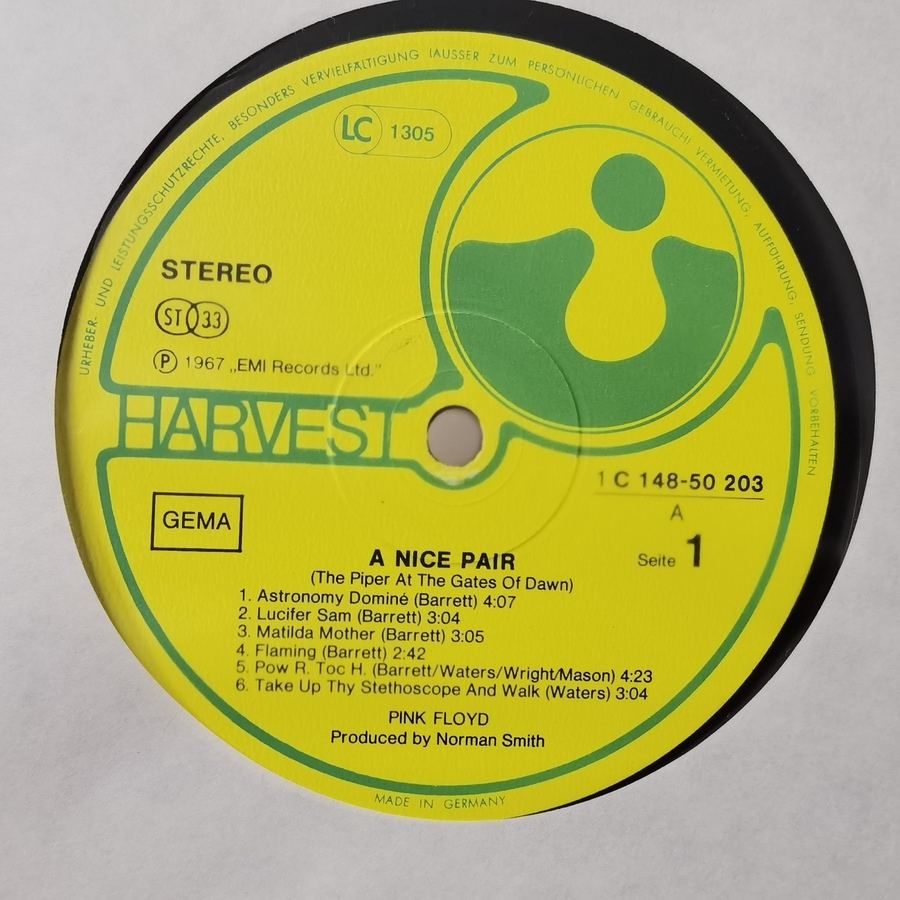 URHEBER- UND LEISTUNGSSCHUTZRECHTE, BESONDERS VERVIELFÄLTIGUNG (AUSSER ZUM PERSÖNLICHEN GEBRAUCH) VERMIETUNG, AUFFÜHRUNG, SENDUNG VORBEHALTEN
LC 1305
STEREO
ST 33
Ⓟ 1967 „EMI Records Ltd."
HARVEST
1 C 148-50 203
A
GEMA
Seite 1
A NICE PAIR
(The Piper At The Gates Of Dawn)
1. Astronomy Dominé (Barrett) 4:07
2. Lucifer Sam (Barrett) 3:04
3. Matilda Mother (Barrett) 3:05
4. Flaming (Barrett) 2:42
5. Pow R. Toc H. (Barrett/Waters/Wright/Mason) 4:23
6. Take Up Thy Stethoscope And Walk (Waters) 3:04
PINK FLOYD
Produced by Norman Smith
MADE IN GERMANY